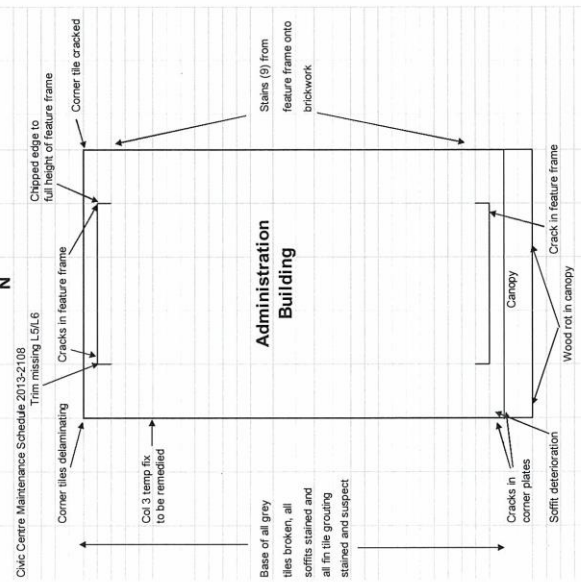 N
Civic Centre Maintenance Schedule 2013-2108
Trim missing L5/L6
Chipped edge to
full height of feature frame
Corner tiles delaminating
Cracks in feature frame
Corner tile cracked
Col 3 temp fix
to be remedied
Stains (9) from
feature frame onto
brickwork
Administration
Building
Base of all grey
tiles broken, all
soffits stained and
all fin tile grouting
stained and suspect
Cracks in
corner plates
Canopy
Soffit deterioration
Wood rot in canopy
Crack in feature frame